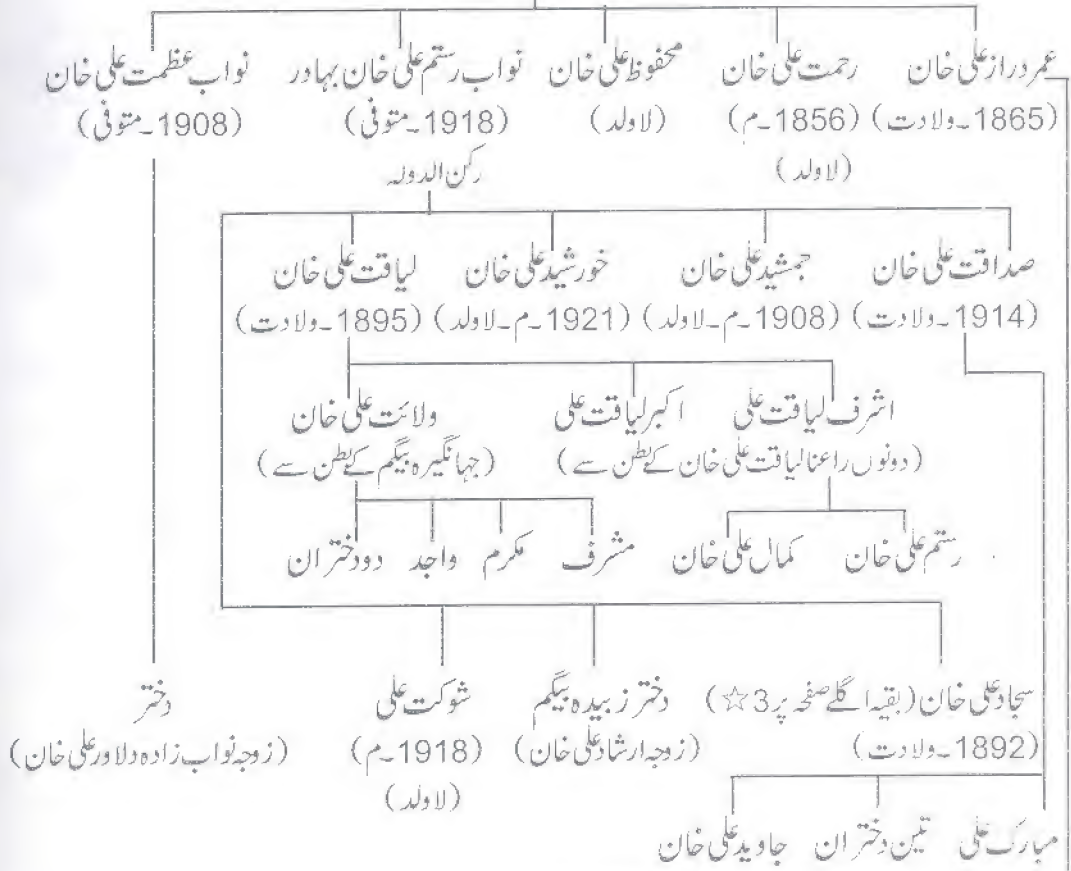 عمر دراز علی خان رحمت علی خان محفوظ علی خان نواب رستم علی خان بہادر نواب عظمت علی خان
(1865۔ولادت) (1856۔م) (لاولد) (1918۔متوفی) (1908۔متوفی)
(لاولد) رکن الدولہ
صداقت علی خان جمشید علی خان خورشید علی خان لیاقت علی خان
(1914۔ولادت) (1908۔م۔لاولد) (1921۔م۔لاولد) (1895۔ولادت)
اشرف لیاقت علی اکبر لیاقت علی ولائت علی خان
(دونوں راعنا لیاقت علی خان کے بطن سے) (جہانگیرہ بیگم کے بطن سے)
رستم علی خان کمال علی خان مشرف مکرم واجد دو دختران
سجاد علی خان (بقیہ اگلے صفحہ پر 3☆) دختر زبیدہ بیگم شوکت علی دختر
(1892۔ولادت) (زوجہ ارشاد علی خان) (1918۔م) (زوجہ نواب زادہ دلاور علی خان)
(لاولد)
مبارک علی تین دختران جاوید علی خان